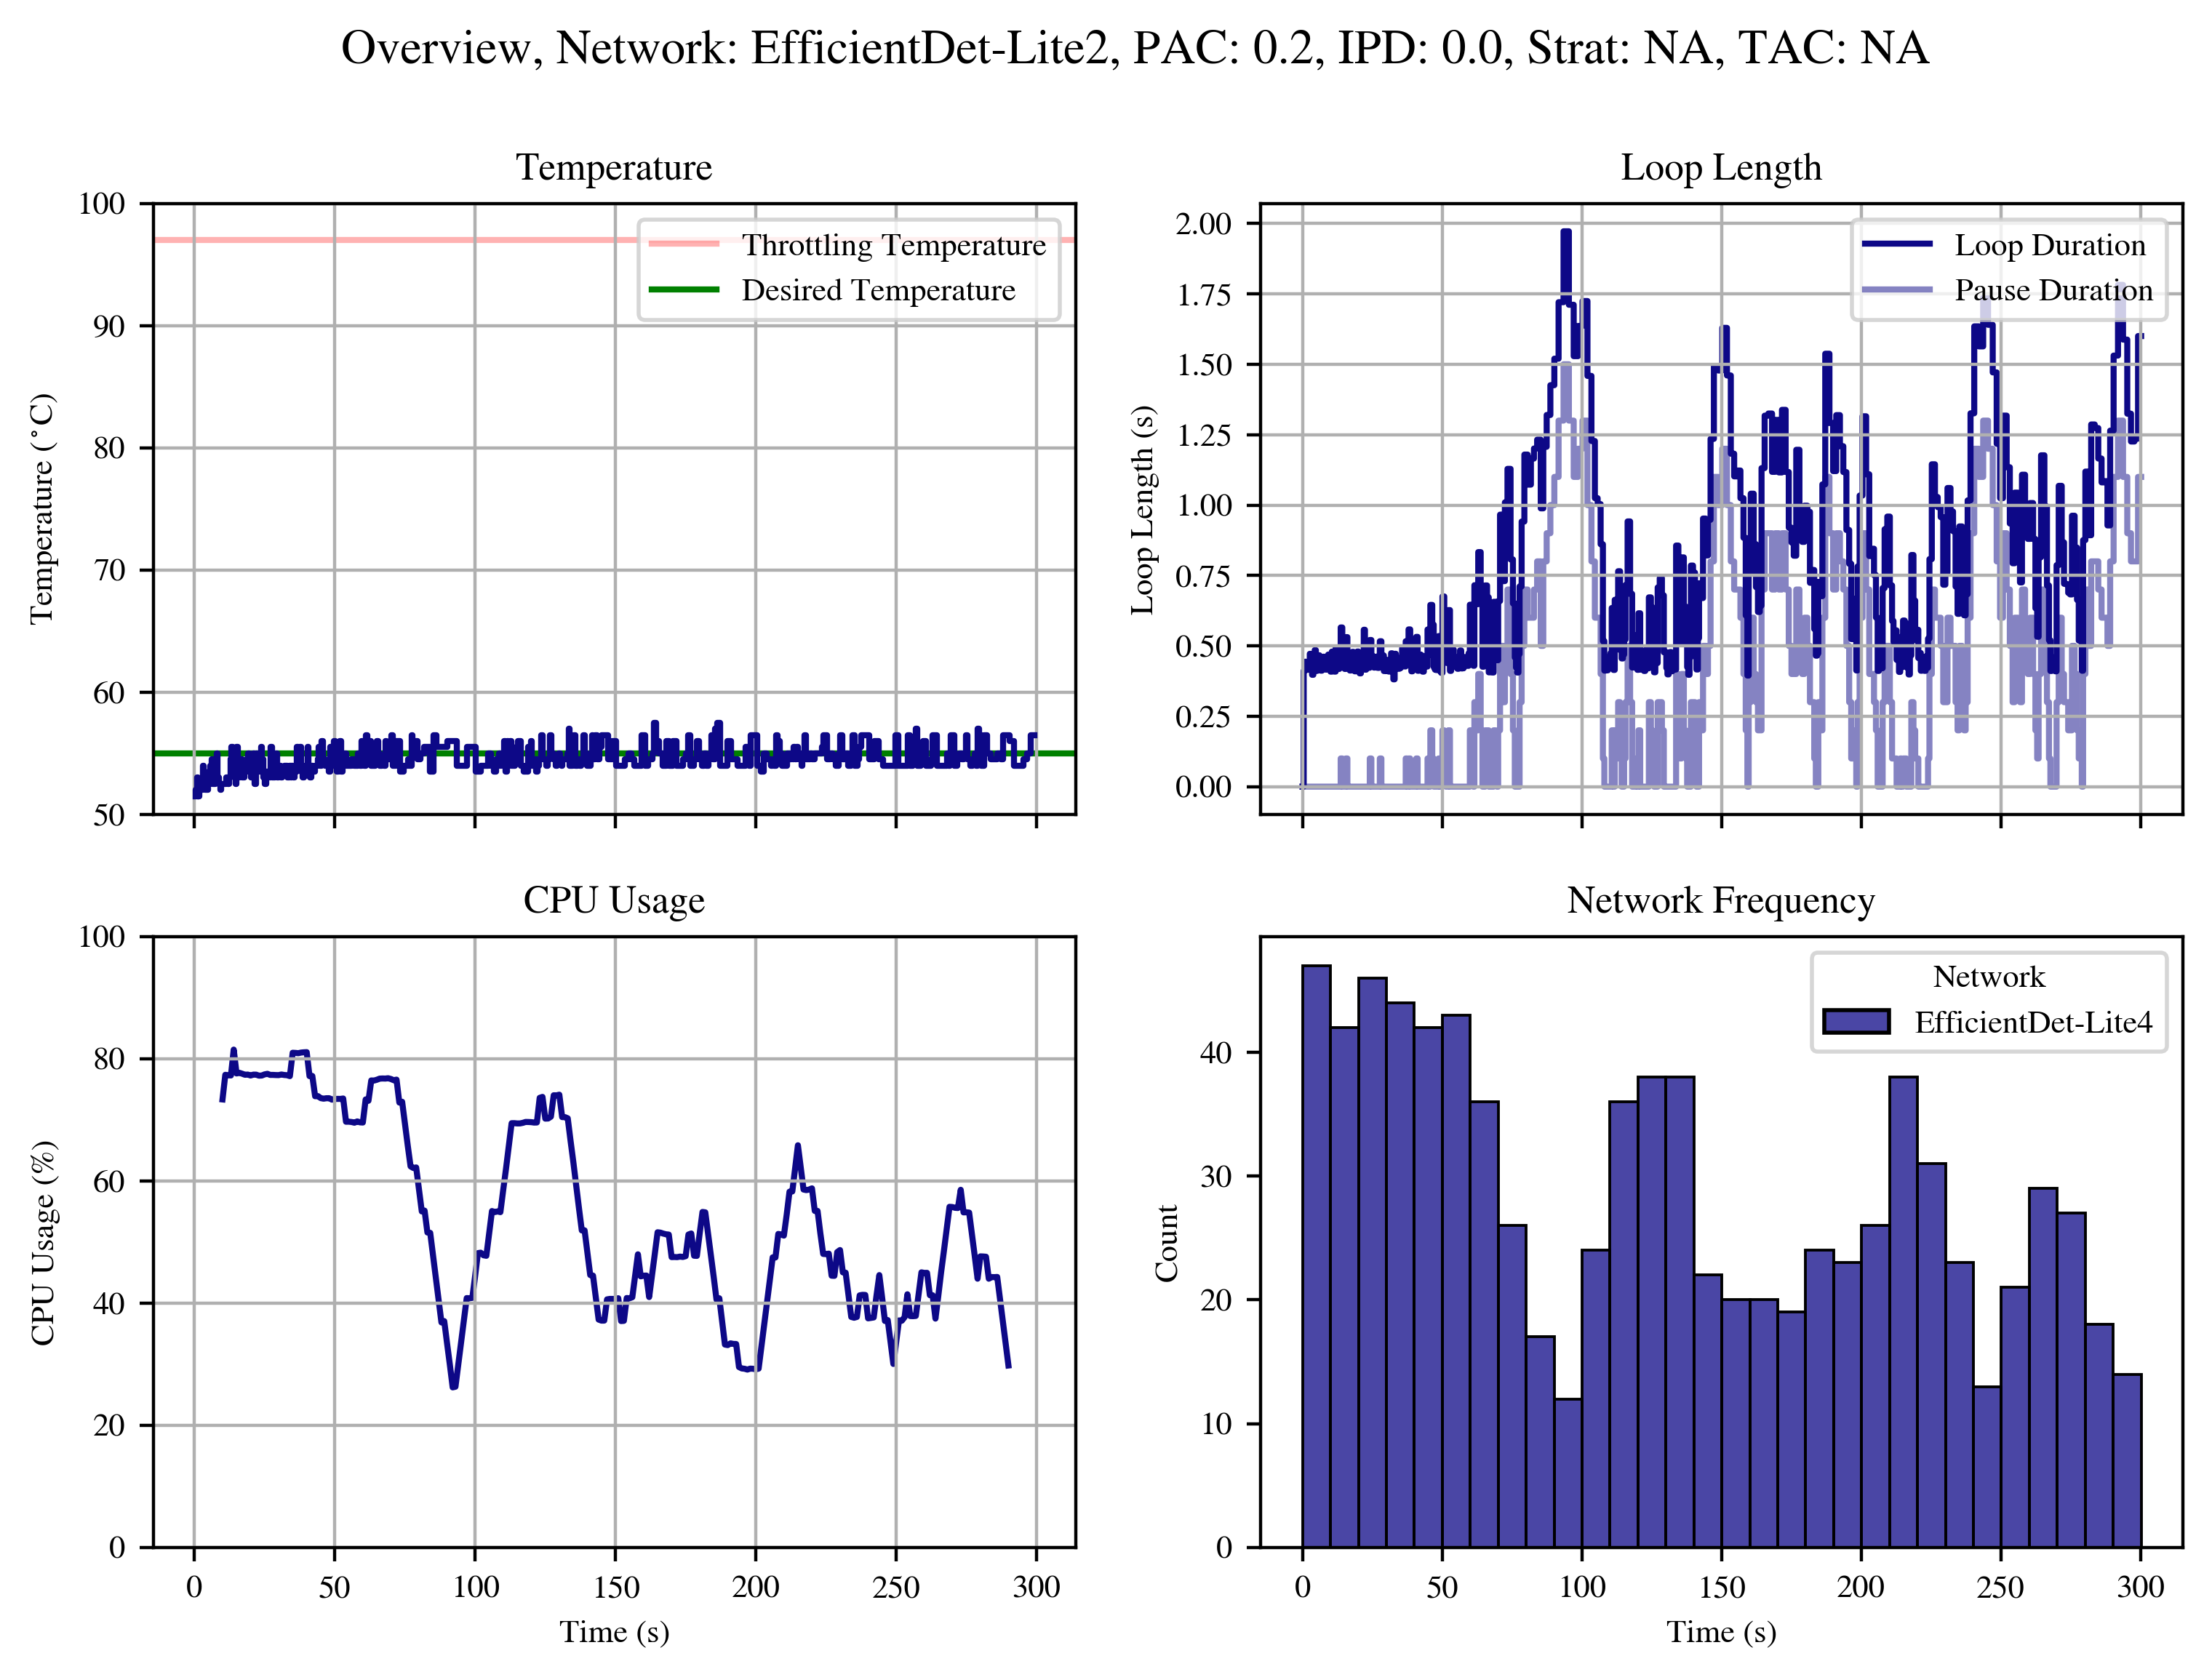 Overview, Network: EfficientDet-Lite2, PAC: 0.2, IPD: 0.0, Strat: NA, TAC: NA
Temperature
100
90
80
70
60
50
Temperature (°C)
Throttling Temperature
Desired Temperature
Loop Length
2.00
1.75
1.50
1.25
1.00
0.75
0.50
0.25
0.00
Loop Length (s)
Loop Duration
Pause Duration
CPU Usage
100
80
60
40
20
0
CPU Usage (%)
0 50 100 150 200 250 300
Time (s)
Network Frequency
40
30
20
10
0
Count
Network
EfficientDet-Lite4
0 50 100 150 200 250 300
Time (s)